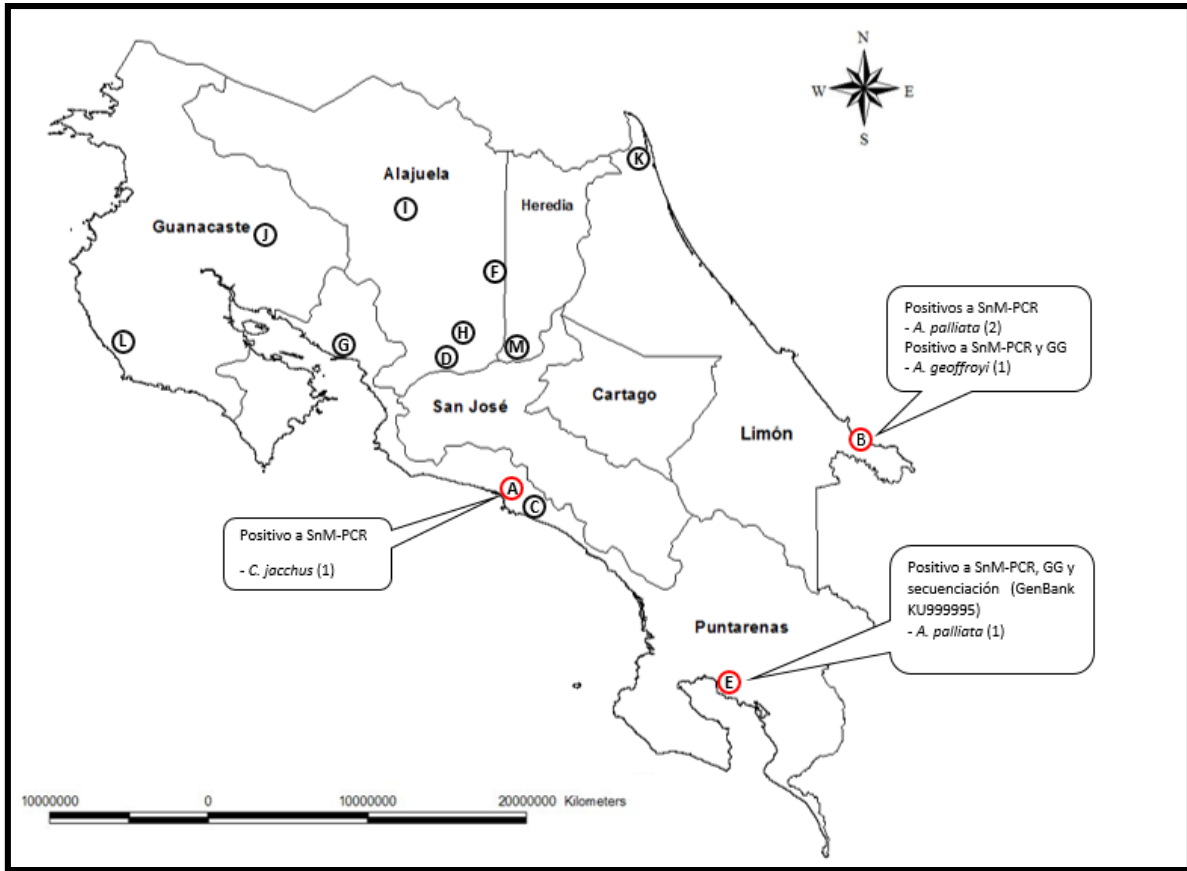 N
W E
S
K
Alajuela
I
Heredia
Guanacaste
J
F
Positivos a SnM-PCR
- A. palliata (2)
Positivo a SnM-PCR y GG
- A. geoffroyi (1)
L
G
H
D
M
San José
Cartago
Limón
B
A
C
Positivo a SnM-PCR
- C. jacchus (1)
Positivo a SnM-PCR, GG y
secuenciación (GenBank
KU999995)
- A. palliata (1)
Puntarenas
E
10000000 0 10000000 20000000 Kilometers